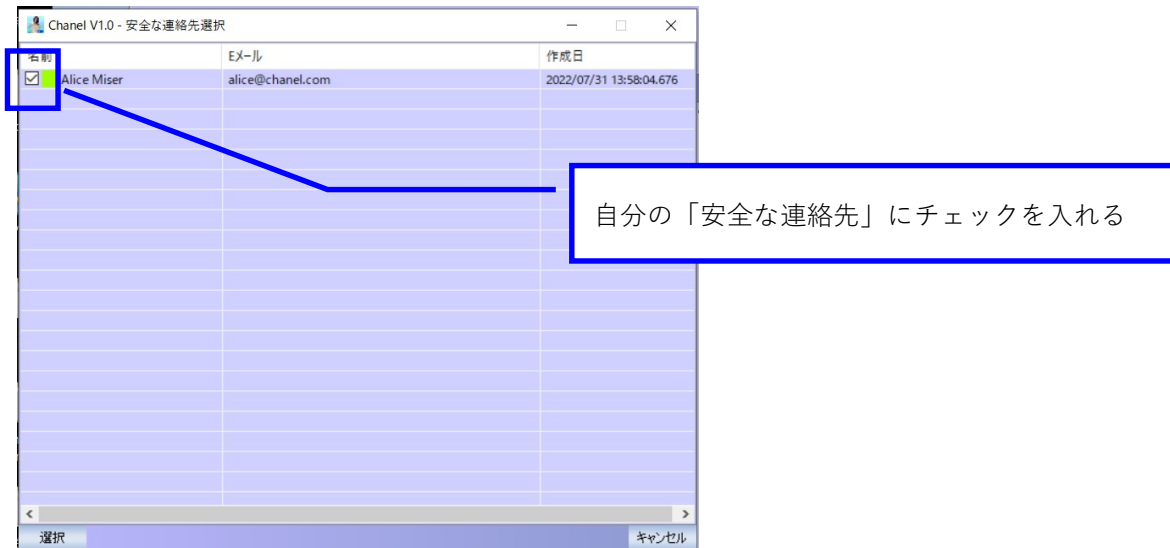 Chanel V1.0 - 安全な連絡先選択
名前 Eメール 作成日
Alice Miser alice@chanel.com 2022/07/31 13:58:04.676
自分の「安全な連絡先」にチェックを入れる
選択 キャンセル